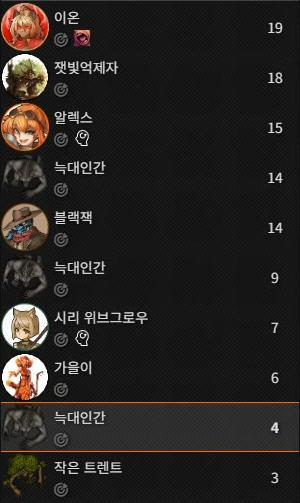 이온 19
잿빛억제자 18
알렉스 15
늑대인간 14
블랙잭 14
늑대인간 9
시리 위브그로우 7
가을이 6
늑대인간 4
작은 트렌트 3